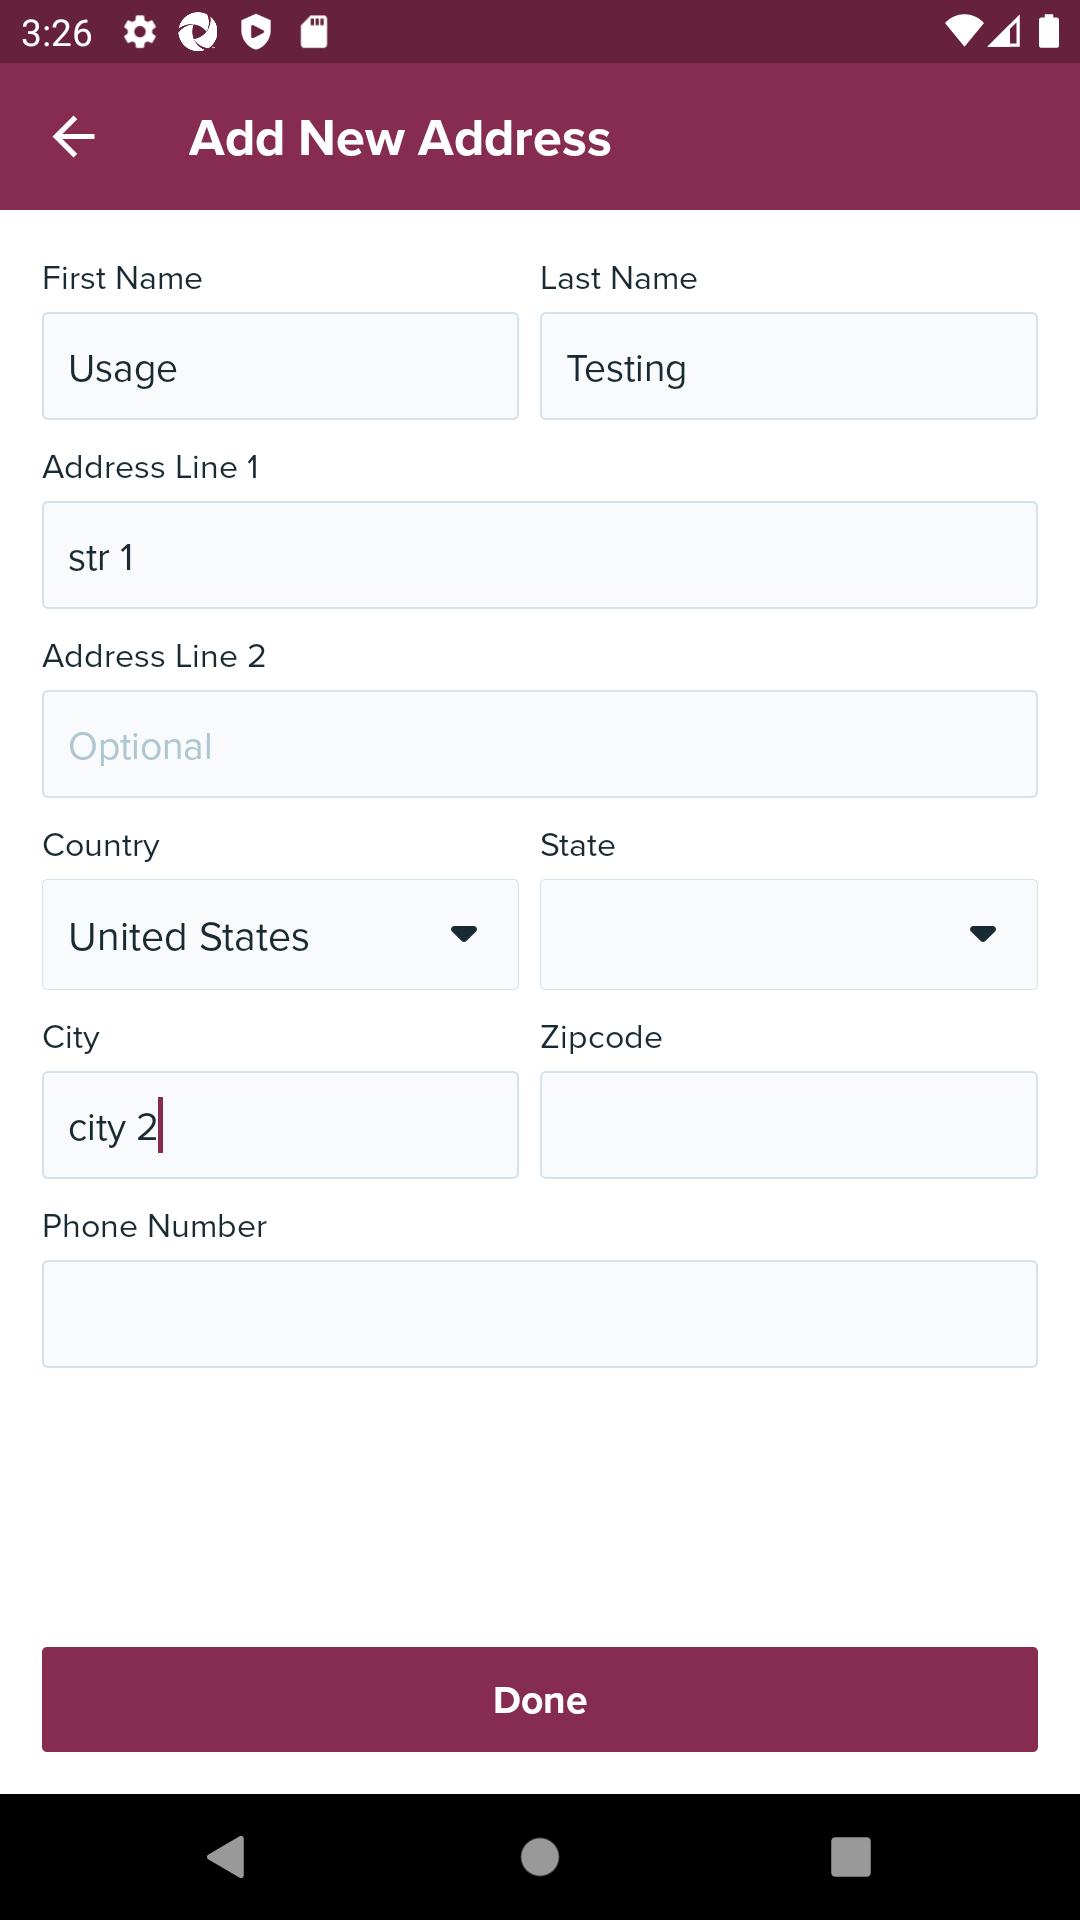 3:26
Add New Address
First Name Last Name
Usage Testing
Address Line 1
str 1
Address Line 2
Optional
Country State
United States
City Zipcode
city 2
Phone Number
Done